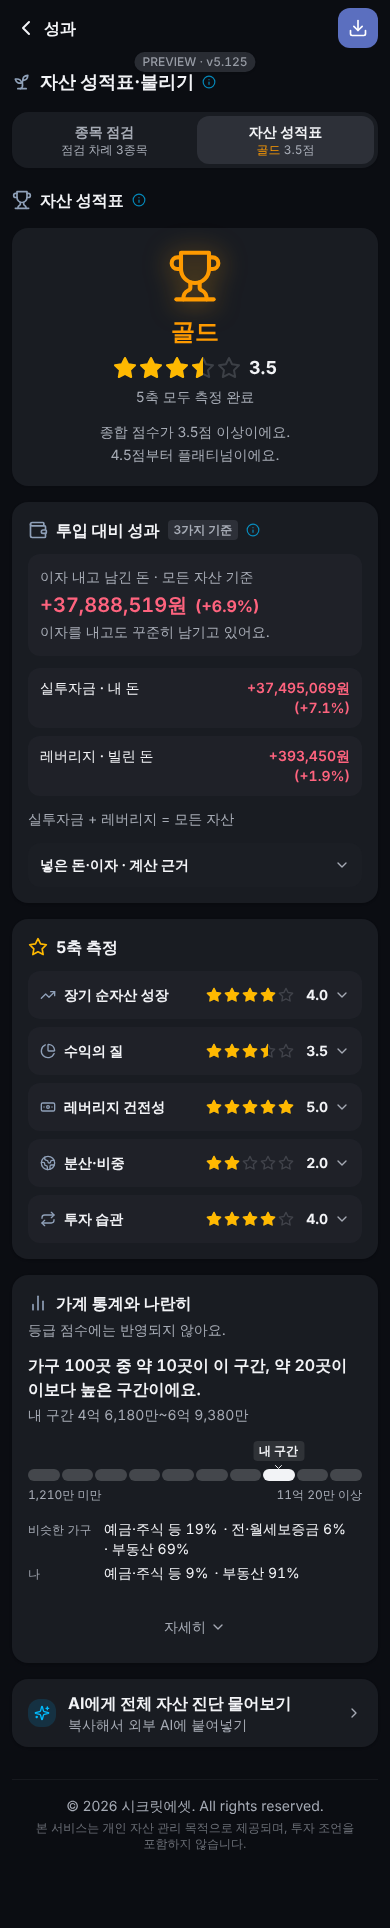 성과
PREVIEW · v5.125
자산 성적표·불리기
종목 점검
점검 차례 3종목
자산 성적표
골드 3.5점
자산 성적표
골드
3.5
5축 모두 측정 완료
종합 점수가 3.5점 이상이에요.
4.5점부터 플래티넘이에요.
투입 대비 성과 3가지 기준
이자 내고 남긴 돈 · 모든 자산 기준
+37,888,519원 (+6.9%)
이자를 내고도 꾸준히 남기고 있어요.
실투자금 · 내 돈
+37,495,069원
(+7.1%)
레버리지 · 빌린 돈
+393,450원
(+1.9%)
실투자금 + 레버리지 = 모든 자산
넣은 돈·이자 · 계산 근거
5축 측정
장기 순자산 성장 4.0
수익의 질 3.5
레버리지 건전성 5.0
분산·비중 2.0
투자 습관 4.0
가계 통계와 나란히
등급 점수에는 반영되지 않아요.
가구 100곳 중 약 10곳이 이 구간, 약 20곳이
이보다 높은 구간이에요.
내 구간 4억 6,180만~6억 9,380만
내 구간
1,210만 미만
11억 20만 이상
비슷한 가구 예금·주식 등 19% · 전·월세보증금 6%
· 부동산 69%
나 예금·주식 등 9% · 부동산 91%
자세히
AI에게 전체 자산 진단 물어보기
복사해서 외부 AI에 붙여넣기
© 2026 시크릿에셋. All rights reserved.
본 서비스는 개인 자산 관리 목적으로 제공되며, 투자 조언을
포함하지 않습니다.